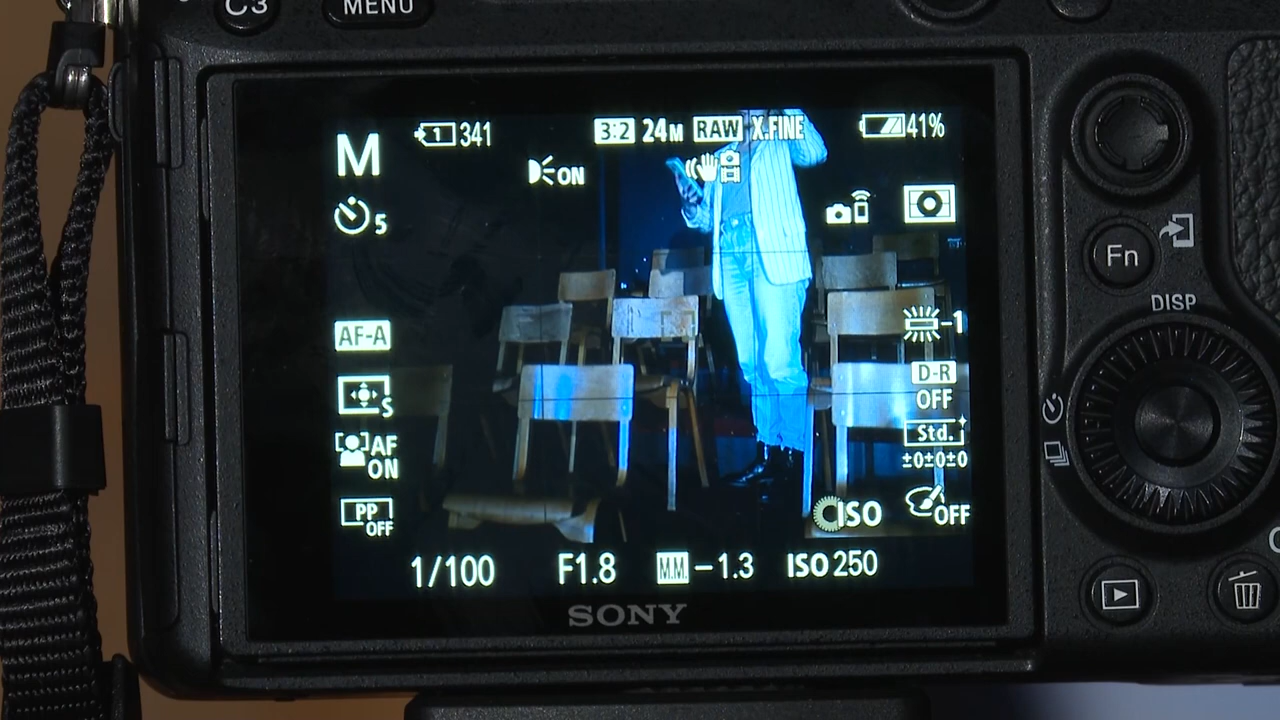 C3 MENU
M 1 341 3:2 24M RAW X.FINE 41%
ON
5
Fn
DISP
AF-A
-1
D-R
OFF
S
Std.
AF
ON
±0±0±0
PP
OFF
ISO
OFF
1/100 F1.8 M.M. -1.3 ISO 250
SONY